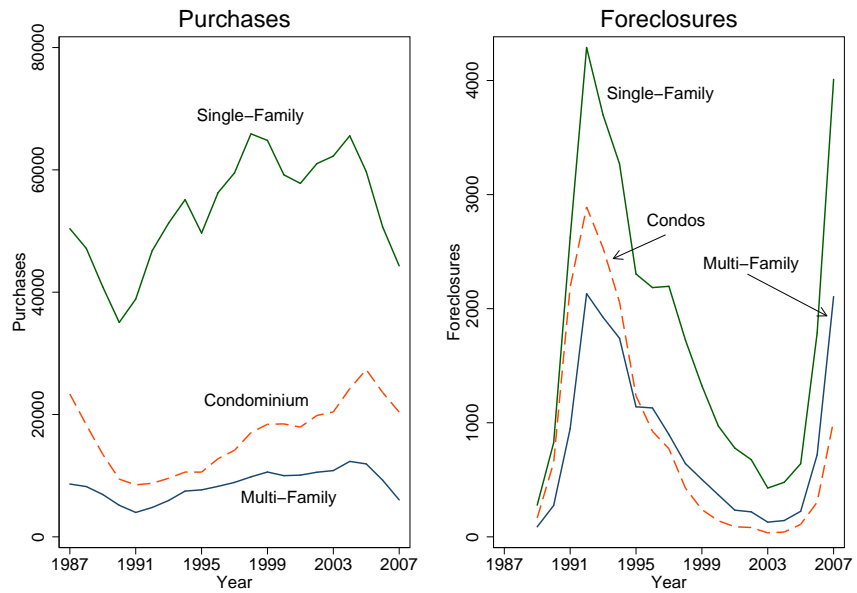 Purchases
80000
60000
40000
20000
0
Purchases
Single−Family
Condominium
Multi−Family
1987 1991 1995 1999 2003 2007
Year
Foreclosures
4000
3000
2000
1000
0
Foreclosures
Single−Family
Condos
Multi−Family
1987 1991 1995 1999 2003 2007
Year